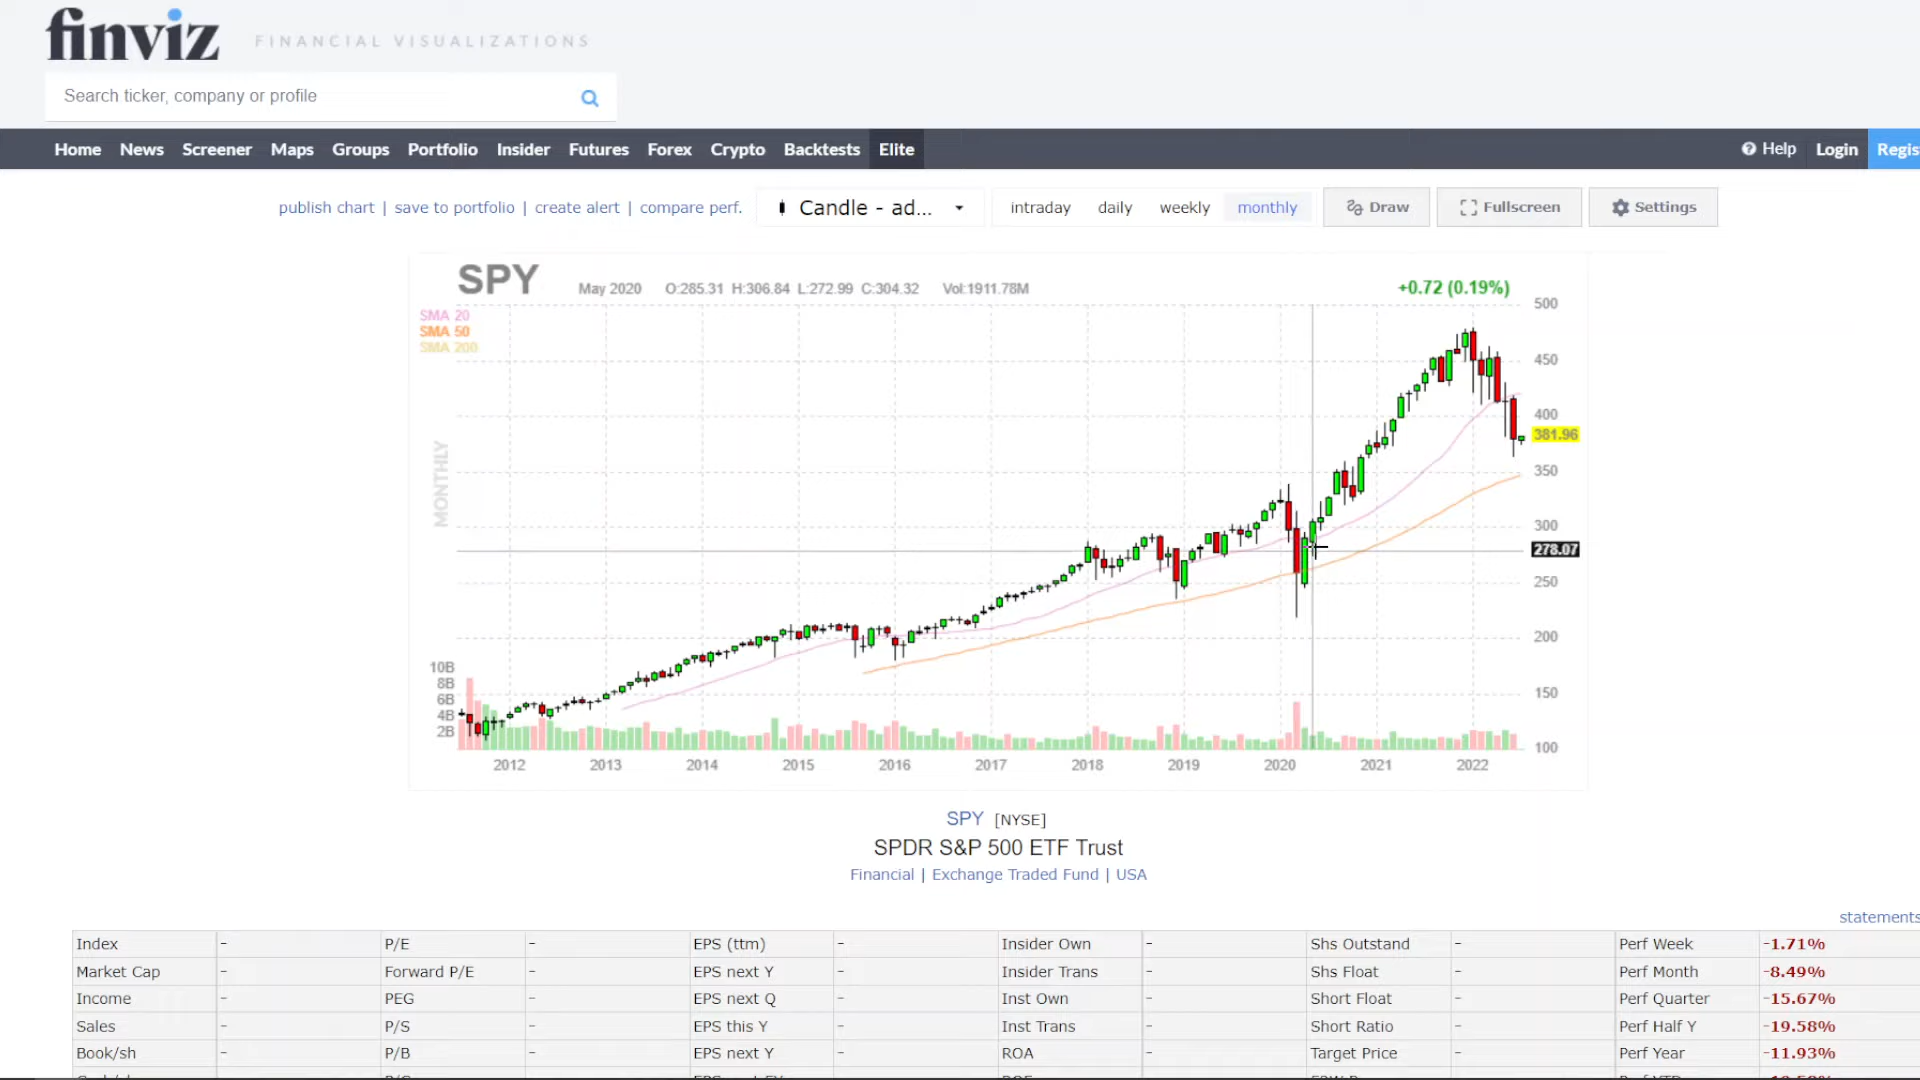 finviz FINANCIAL VISUALIZATIONS
Search ticker, company or profile
Home News Screener Maps Groups Portfolio Insider Futures Forex Crypto Backtests Elite Help Login Regis
publish chart | save to portfolio | create alert | compare perf. Candle - ad... intraday daily weekly monthly Draw Fullscreen Settings
SPY May 2020 O:285.31 H:306.84 L:272.99 C:304.32 Vol:1911.78M +0.72 (0.19%)
SMA 20
SMA 50
SMA 200
MONTHLY
500
450
400
381.96
350
300
278.07
250
200
150
100
10B
8B
6B
4B
2B
2012 2013 2014 2015 2016 2017 2018 2019 2020 2021 2022
SPY [NYSE]
SPDR S&P 500 ETF Trust
Financial | Exchange Traded Fund | USA
statements
Index - P/E - EPS (ttm) - Insider Own - Shs Outstand - Perf Week -1.71%
Market Cap - Forward P/E - EPS next Y - Insider Trans - Shs Float - Perf Month -8.49%
Income - PEG - EPS next Q - Inst Own - Short Float - Perf Quarter -15.67%
Sales - P/S - EPS this Y - Inst Trans - Short Ratio - Perf Half Y -19.58%
Book/sh - P/B - EPS next Y - ROA - Target Price - Perf Year -11.93%